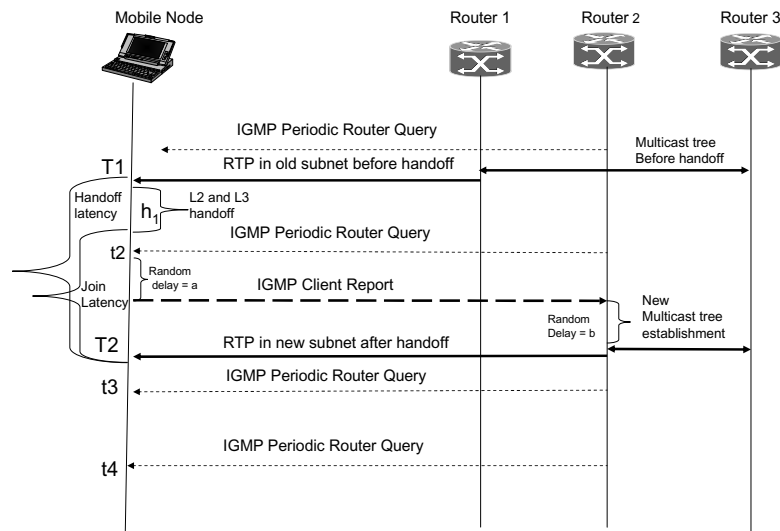 Mobile Node
Router 1
Router 2
Router 3
IGMP Periodic Router Query
Multicast tree
Before handoff
T1
RTP in old subnet before handoff
Handoff
latency
h1
L2 and L3
handoff
IGMP Periodic Router Query
t2
Random
delay = a
IGMP Client Report
Join
Latency
Random
Delay = b
New
Multicast tree
establishment
T2
RTP in new subnet after handoff
IGMP Periodic Router Query
t3
IGMP Periodic Router Query
t4